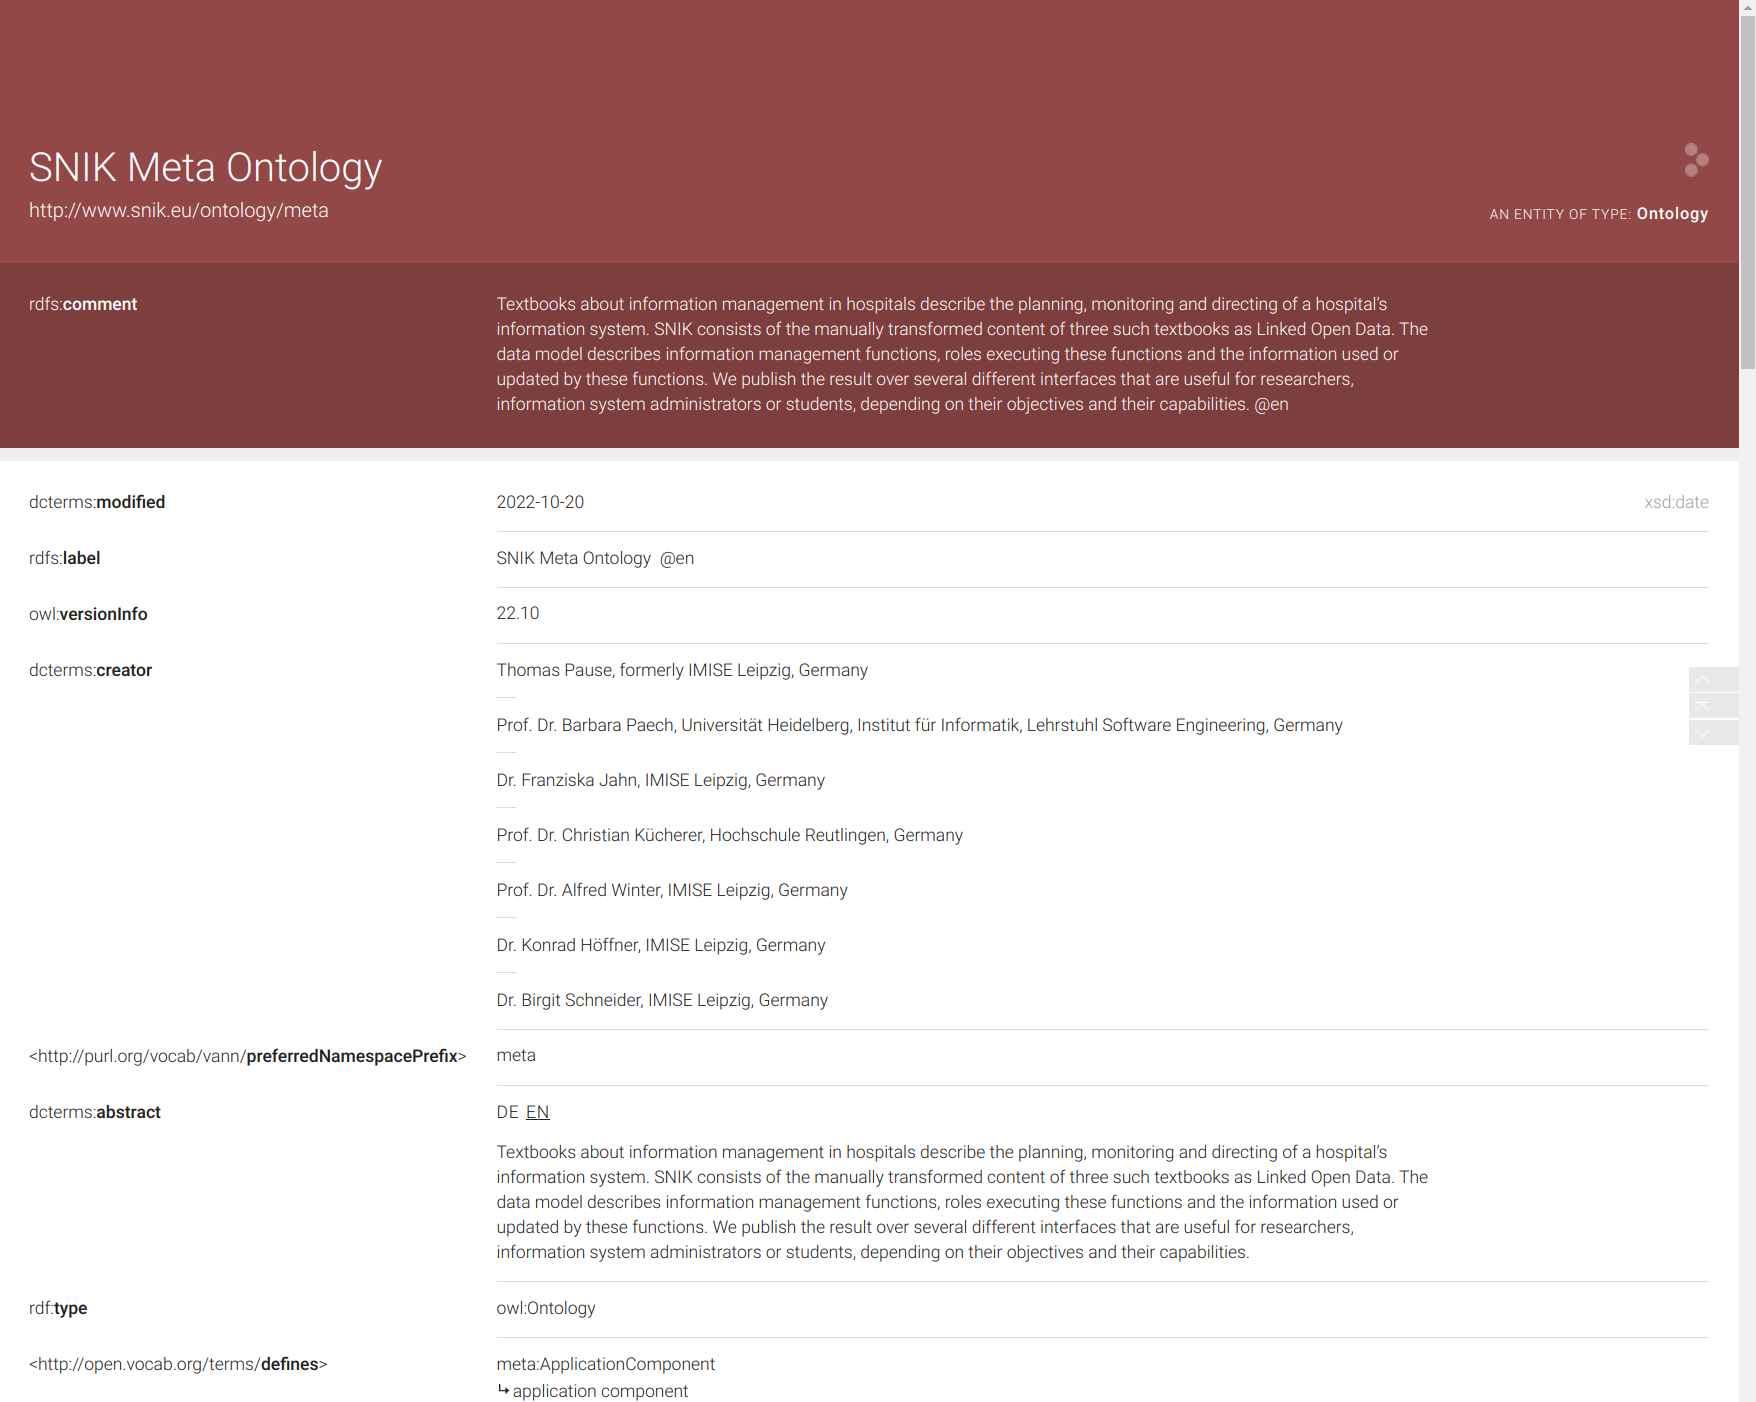 SNIK Meta Ontology
http://www.snik.eu/ontology/meta
AN ENTITY OF TYPE: Ontology
rdfs:comment
Textbooks about information management in hospitals describe the planning, monitoring and directing of a hospital’s
information system. SNIK consists of the manually transformed content of three such textbooks as Linked Open Data. The
data model describes information management functions, roles executing these functions and the information used or
updated by these functions. We publish the result over several different interfaces that are useful for researchers,
information system administrators or students, depending on their objectives and their capabilities. @en
dcterms:modified
2022-10-20
xsd:date
rdfs:label
SNIK Meta Ontology @en
owl:versionInfo
22.10
dcterms:creator
Thomas Pause, formerly IMISE Leipzig, Germany
Prof. Dr. Barbara Paech, Universität Heidelberg, Institut für Informatik, Lehrstuhl Software Engineering, Germany
Dr. Franziska Jahn, IMISE Leipzig, Germany
Prof. Dr. Christian Kücherer, Hochschule Reutlingen, Germany
Prof. Dr. Alfred Winter, IMISE Leipzig, Germany
Dr. Konrad Höffner, IMISE Leipzig, Germany
Dr. Birgit Schneider, IMISE Leipzig, Germany
<http://purl.org/vocab/vann/preferredNamespacePrefix>
meta
dcterms:abstract
DE EN
Textbooks about information management in hospitals describe the planning, monitoring and directing of a hospital’s
information system. SNIK consists of the manually transformed content of three such textbooks as Linked Open Data. The
data model describes information management functions, roles executing these functions and the information used or
updated by these functions. We publish the result over several different interfaces that are useful for researchers,
information system administrators or students, depending on their objectives and their capabilities.
rdf:type
owl:Ontology
<http://open.vocab.org/terms/defines>
meta:ApplicationComponent
↳application component